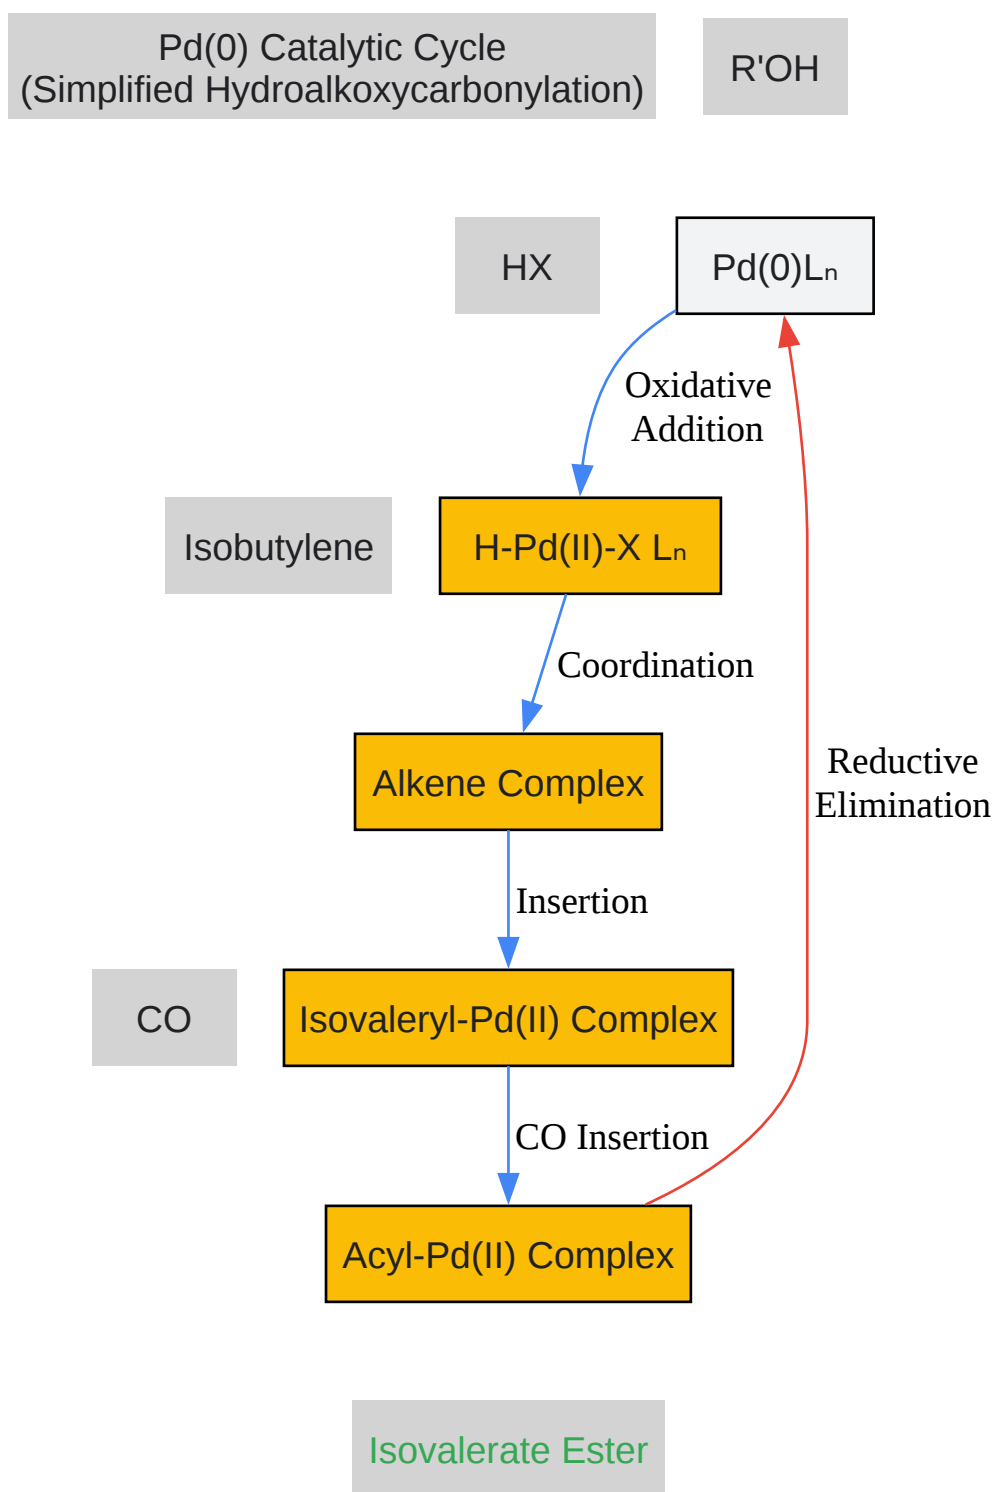 Pd(0) Catalytic Cycle
(Simplified Hydroalkoxycarbonylation)
R'OH
HX
Pd(0)Lₙ
Oxidative
Addition
Isobutylene
H-Pd(II)-X Lₙ
Coordination
Alkene Complex
Reductive
Elimination
Insertion
CO
Isovaleryl-Pd(II) Complex
CO Insertion
Acyl-Pd(II) Complex
Isovalerate Ester